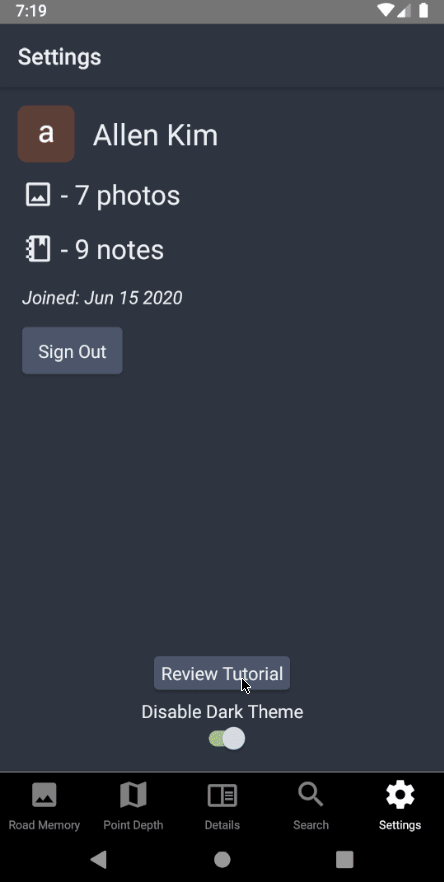 7:19
Settings
a
Allen Kim
- 7 photos
- 9 notes
Joined: Jun 15 2020
Sign Out
Review Tutorial
Disable Dark Theme
Road Memory Point Depth Details Search Settings